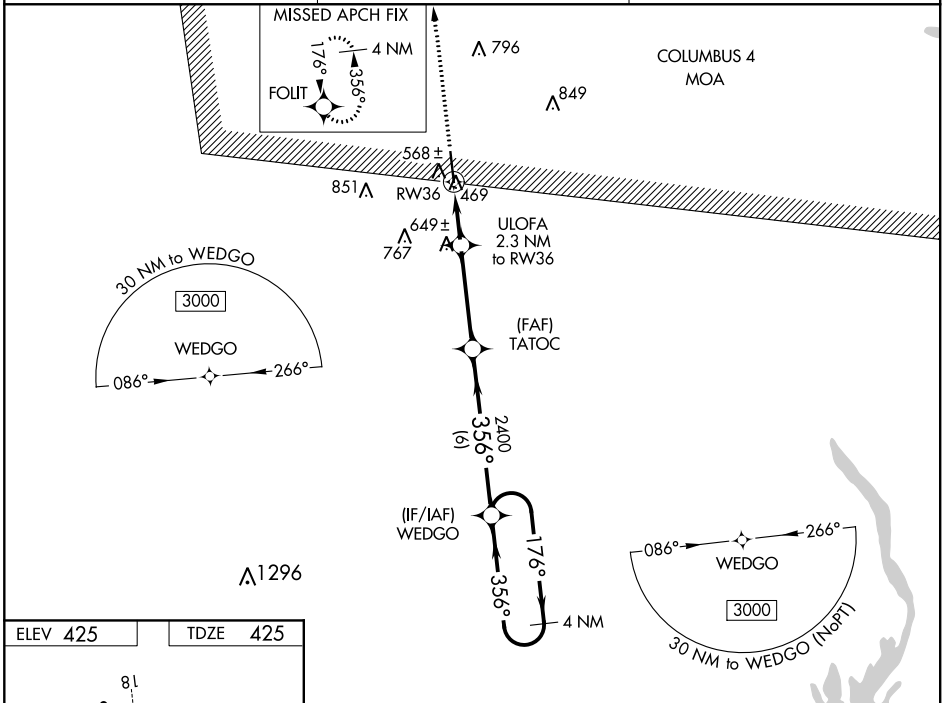 MISSED APCH FIX
4 NM
176°
356°
FOLIT
796
COLUMBUS 4
MOA
849
568±
851
RW36
469
649±
767
ULOFA
2.3 NM
to RW36
30 NM to WEDGO
3000
WEDGO
086°
266°
(FAF)
TATOC
2400
356°
(6)
(IF/IAF)
WEDGO
176°
356°
4 NM
1296
086°
266°
WEDGO
3000
30 NM to WEDGO (NoPT)
ELEV 425
TDZE 425
18